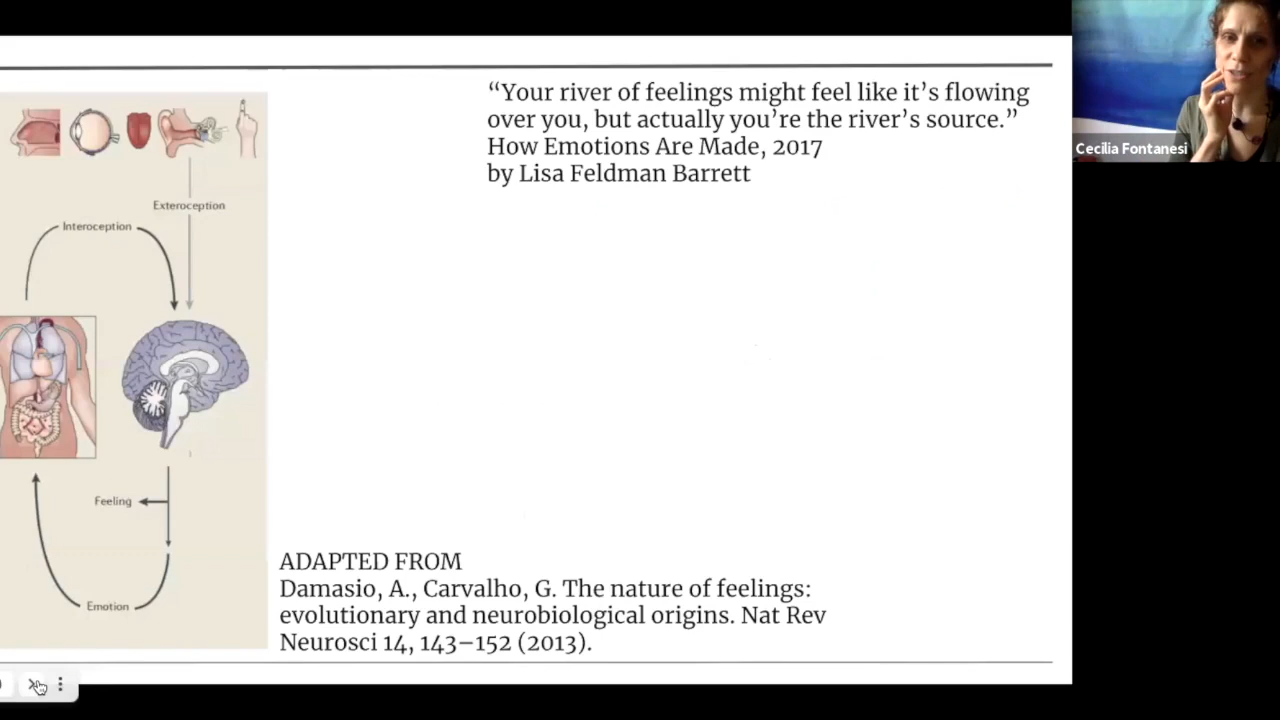 “Your river of feelings might feel like it’s flowing
over you, but actually you’re the river’s source.”
How Emotions Are Made, 2017
by Lisa Feldman Barrett
Cecilia Fontanesi
Exteroception
Interoception
Feeling
Emotion
ADAPTED FROM
Damasio, A., Carvalho, G. The nature of feelings:
evolutionary and neurobiological origins. Nat Rev
Neurosci 14, 143–152 (2013).